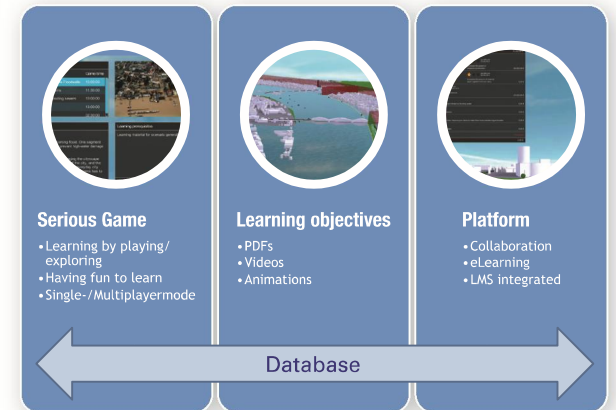 Serious Game
•Learning by playing/
exploring
•Having fun to learn
•Single-/Multiplayermode
Learning objectives
•PDFs
•Videos
•Animations
Platform
•Collaboration
•eLearning
•LMS integrated
Database